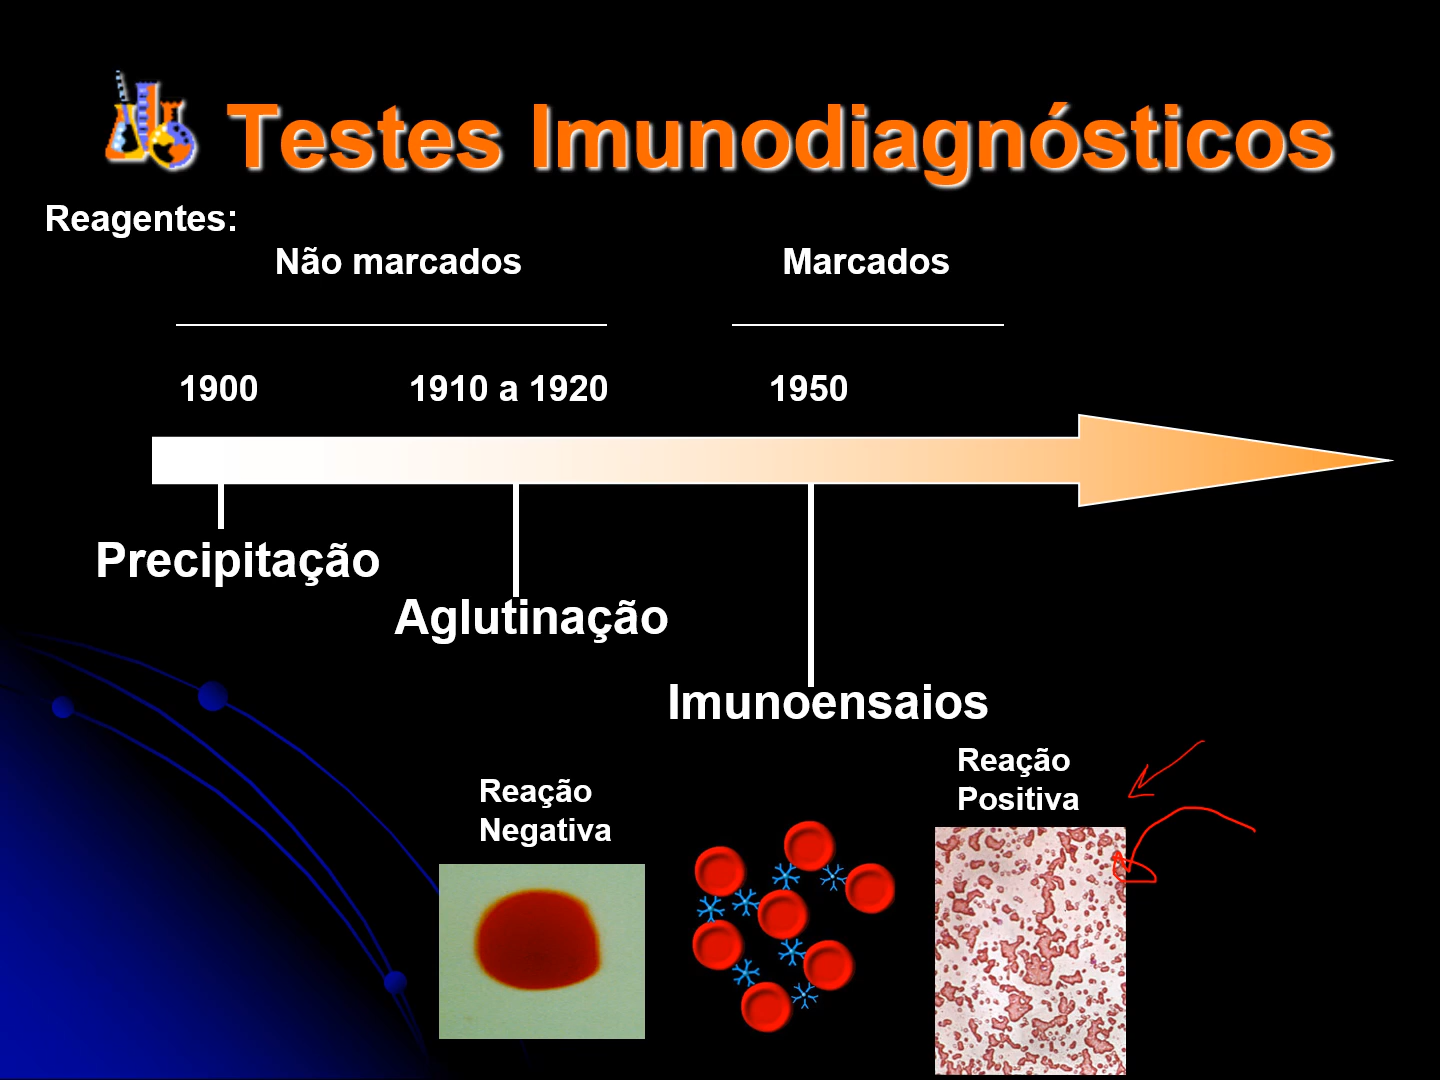 Testes Imunodiagnósticos
Reagentes:
Não marcados
Marcados
1900
1910 a 1920
1950
Precipitação
Aglutinação
Imunoensaios
Reação
Negativa
Reação
Positiva